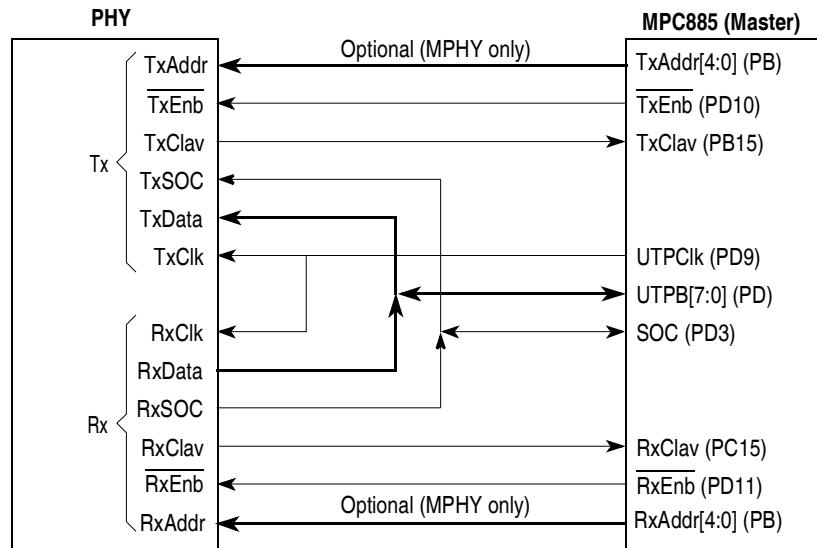 PHY MPC885 (Master)
TxAddr Optional (MPHY only) TxAddr[4:0] (PB)
TxEnb TxEnb (PD10)
TxClav TxClav (PB15)
Tx
TxSOC
TxData
TxClk UTPClk (PD9)
UTPB[7:0] (PD)
RxClk SOC (PD3)
RxData
RxSOC
Rx
RxClav RxClav (PC15)
RxEnb RxEnb (PD11)
RxAddr Optional (MPHY only) RxAddr[4:0] (PB)